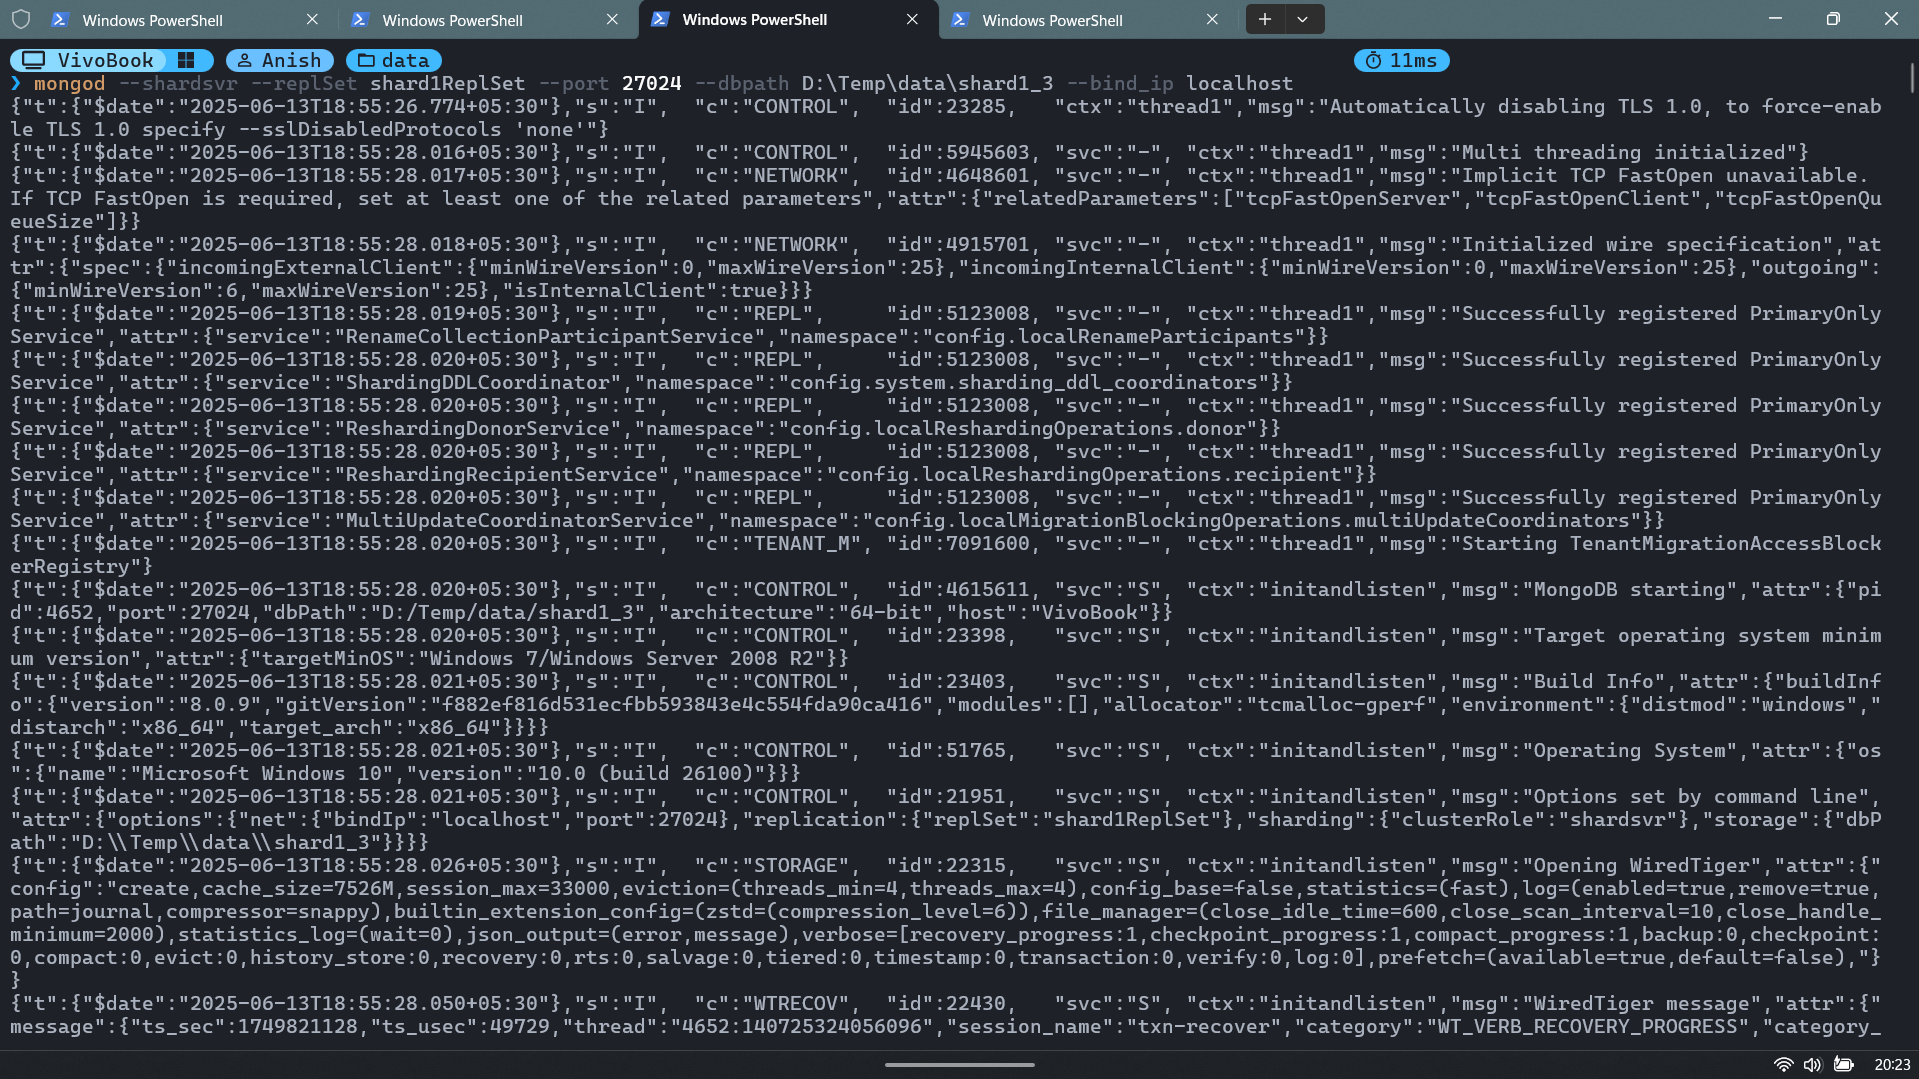 Windows PowerShell
Windows PowerShell
Windows PowerShell
Windows PowerShell
VivoBook
Anish
data
11ms
❯ mongod --shardsvr --replSet shard1ReplSet --port 27024 --dbpath D:\Temp\data\shard1_3 --bind_ip localhost
{"t":{"$date":"2025-06-13T18:55:26.774+05:30"},"s":"I",  "c":"CONTROL",  "id":23285,   "ctx":"thread1","msg":"Automatically disabling TLS 1.0, to force-enab
le TLS 1.0 specify --sslDisabledProtocols 'none'"}
{"t":{"$date":"2025-06-13T18:55:28.016+05:30"},"s":"I",  "c":"CONTROL",  "id":5945603, "svc":"-", "ctx":"thread1","msg":"Multi threading initialized"}
{"t":{"$date":"2025-06-13T18:55:28.017+05:30"},"s":"I",  "c":"NETWORK",  "id":4648601, "svc":"-", "ctx":"thread1","msg":"Implicit TCP FastOpen unavailable.
If TCP FastOpen is required, set at least one of the related parameters","attr":{"relatedParameters":["tcpFastOpenServer","tcpFastOpenClient","tcpFastOpenQu
eueSize"]}}
{"t":{"$date":"2025-06-13T18:55:28.018+05:30"},"s":"I",  "c":"NETWORK",  "id":4915701, "svc":"-", "ctx":"thread1","msg":"Initialized wire specification","at
tr":{"spec":{"incomingExternalClient":{"minWireVersion":0,"maxWireVersion":25},"incomingInternalClient":{"minWireVersion":0,"maxWireVersion":25},"outgoing":
{"minWireVersion":6,"maxWireVersion":25},"isInternalClient":true}}}
{"t":{"$date":"2025-06-13T18:55:28.019+05:30"},"s":"I",  "c":"REPL",     "id":5123008, "svc":"-", "ctx":"thread1","msg":"Successfully registered PrimaryOnly
Service","attr":{"service":"RenameCollectionParticipantService","namespace":"config.localRenameParticipants"}}
{"t":{"$date":"2025-06-13T18:55:28.020+05:30"},"s":"I",  "c":"REPL",     "id":5123008, "svc":"-", "ctx":"thread1","msg":"Successfully registered PrimaryOnly
Service","attr":{"service":"ShardingDDLCoordinator","namespace":"config.system.sharding_ddl_coordinators"}}
{"t":{"$date":"2025-06-13T18:55:28.020+05:30"},"s":"I",  "c":"REPL",     "id":5123008, "svc":"-", "ctx":"thread1","msg":"Successfully registered PrimaryOnly
Service","attr":{"service":"ReshardingDonorService","namespace":"config.localReshardingOperations.donor"}}
{"t":{"$date":"2025-06-13T18:55:28.020+05:30"},"s":"I",  "c":"REPL",     "id":5123008, "svc":"-", "ctx":"thread1","msg":"Successfully registered PrimaryOnly
Service","attr":{"service":"ReshardingRecipientService","namespace":"config.localReshardingOperations.recipient"}}
{"t":{"$date":"2025-06-13T18:55:28.020+05:30"},"s":"I",  "c":"REPL",     "id":5123008, "svc":"-", "ctx":"thread1","msg":"Successfully registered PrimaryOnly
Service","attr":{"service":"MultiUpdateCoordinatorService","namespace":"config.localMigrationBlockingOperations.multiUpdateCoordinators"}}
{"t":{"$date":"2025-06-13T18:55:28.020+05:30"},"s":"I",  "c":"TENANT_M", "id":7091600, "svc":"-", "ctx":"thread1","msg":"Starting TenantMigrationAccessBlock
erRegistry"}
{"t":{"$date":"2025-06-13T18:55:28.020+05:30"},"s":"I",  "c":"CONTROL",  "id":4615611, "svc":"S", "ctx":"initandlisten","msg":"MongoDB starting","attr":{"pi
d":4652,"port":27024,"dbPath":"D:/Temp/data/shard1_3","architecture":"64-bit","host":"VivoBook"}}
{"t":{"$date":"2025-06-13T18:55:28.020+05:30"},"s":"I",  "c":"CONTROL",  "id":23398,   "svc":"S", "ctx":"initandlisten","msg":"Target operating system minim
um version","attr":{"targetMinOS":"Windows 7/Windows Server 2008 R2"}}
{"t":{"$date":"2025-06-13T18:55:28.021+05:30"},"s":"I",  "c":"CONTROL",  "id":23403,   "svc":"S", "ctx":"initandlisten","msg":"Build Info","attr":{"buildInf
o":{"version":"8.0.9","gitVersion":"f882ef816d531ecfbb593843e4c554fda90ca416","modules":[],"allocator":"tcmalloc-gperf","environment":{"distmod":"windows","
distarch":"x86_64","target_arch":"x86_64"}}}}
{"t":{"$date":"2025-06-13T18:55:28.021+05:30"},"s":"I",  "c":"CONTROL",  "id":51765,   "svc":"S", "ctx":"initandlisten","msg":"Operating System","attr":{"os
":{"name":"Microsoft Windows 10","version":"10.0 (build 26100)"}}}
{"t":{"$date":"2025-06-13T18:55:28.021+05:30"},"s":"I",  "c":"CONTROL",  "id":21951,   "svc":"S", "ctx":"initandlisten","msg":"Options set by command line",
"attr":{"options":{"net":{"bindIp":"localhost","port":27024},"replication":{"replSet":"shard1ReplSet"},"sharding":{"clusterRole":"shardsvr"},"storage":{"dbP
ath":"D:\\Temp\\data\\shard1_3"}}}}
{"t":{"$date":"2025-06-13T18:55:28.026+05:30"},"s":"I",  "c":"STORAGE",  "id":22315,   "svc":"S", "ctx":"initandlisten","msg":"Opening WiredTiger","attr":{"
config":"create,cache_size=7526M,session_max=33000,eviction=(threads_min=4,threads_max=4),config_base=false,statistics=(fast),log=(enabled=true,remove=true,
path=journal,compressor=snappy),builtin_extension_config=(zstd=(compression_level=6)),file_manager=(close_idle_time=600,close_scan_interval=10,close_handle_
minimum=2000),statistics_log=(wait=0),json_output=(error,message),verbose=[recovery_progress:1,checkpoint_progress:1,compact_progress:1,backup:0,checkpoint:
0,compact:0,evict:0,history_store:0,recovery:0,rts:0,salvage:0,tiered:0,timestamp:0,transaction:0,verify:0,log:0],prefetch=(available=true,default=false),"}
}
{"t":{"$date":"2025-06-13T18:55:28.050+05:30"},"s":"I",  "c":"WTRECOV",  "id":22430,   "svc":"S", "ctx":"initandlisten","msg":"WiredTiger message","attr":{"
message":{"ts_sec":1749821128,"ts_usec":49729,"thread":"4652:140725324056096","session_name":"txn-recover","category":"WT_VERB_RECOVERY_PROGRESS","category_
20:23